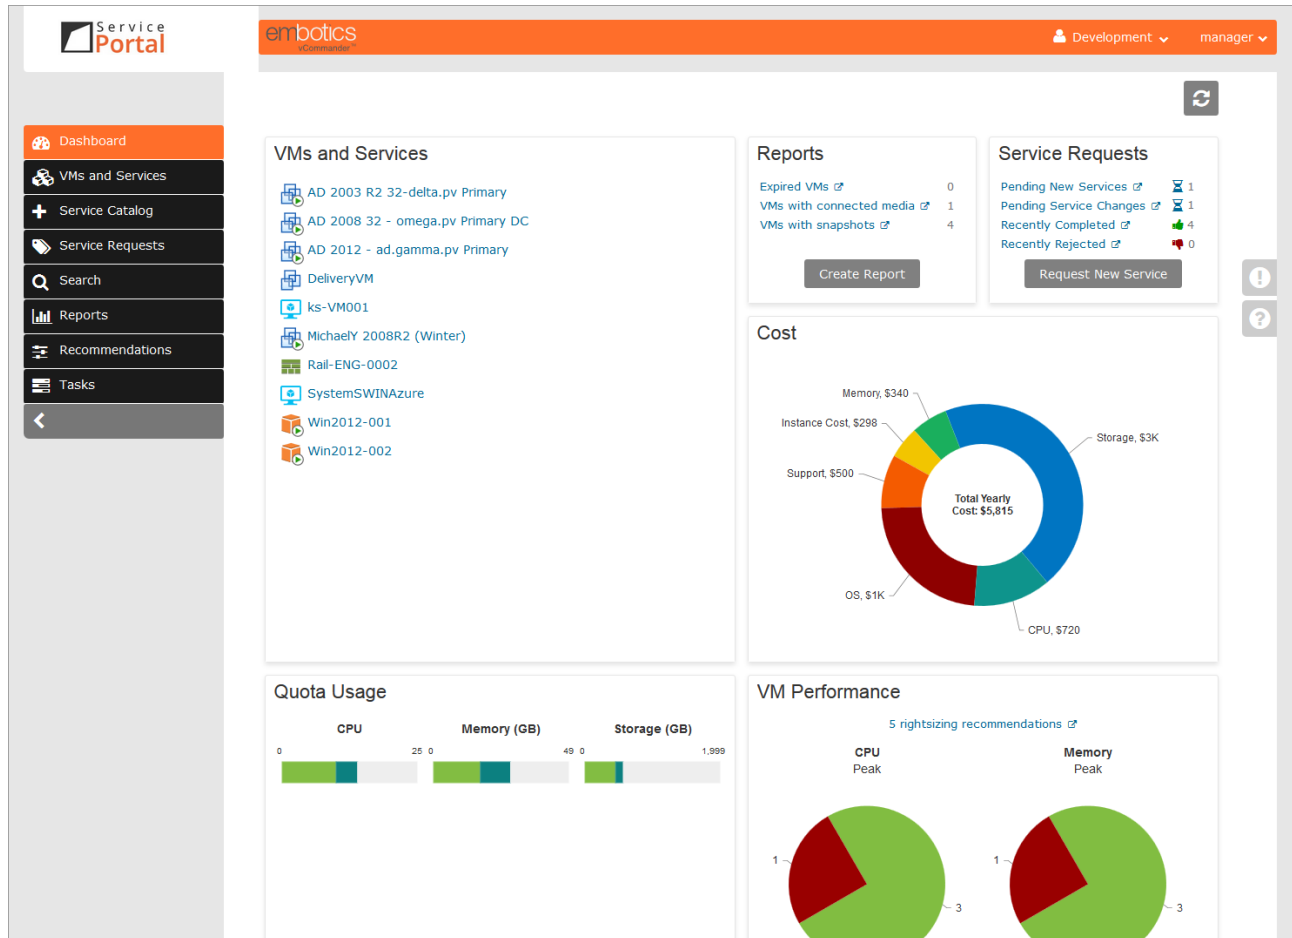 Service
Portal
embotics
vCommander™
Development
manager
Dashboard
VMs and Services
Service Catalog
Service Requests
Search
Reports
Recommendations
Tasks
VMs and Services
AD 2003 R2 32-delta.pv Primary
AD 2008 32 - omega.pv Primary DC
AD 2012 - ad.gamma.pv Primary
DeliveryVM
ks-VM001
MichaelY 2008R2 (Winter)
Rail-ENG-0002
SystemSWINAzure
Win2012-001
Win2012-002
Reports
Expired VMs 0
VMs with connected media 1
VMs with snapshots 4
Create Report
Service Requests
Pending New Services 1
Pending Service Changes 1
Recently Completed 4
Recently Rejected 0
Request New Service
Cost
Memory, $340
Instance Cost, $298
Storage, $3K
Support, $500
Total Yearly
Cost: $5,815
OS, $1K
CPU, $720
Quota Usage
CPU Memory (GB) Storage (GB)
0 25 0 49 0 1,999
VM Performance
5 rightsizing recommendations
CPU Memory
Peak Peak
1 1
3 3